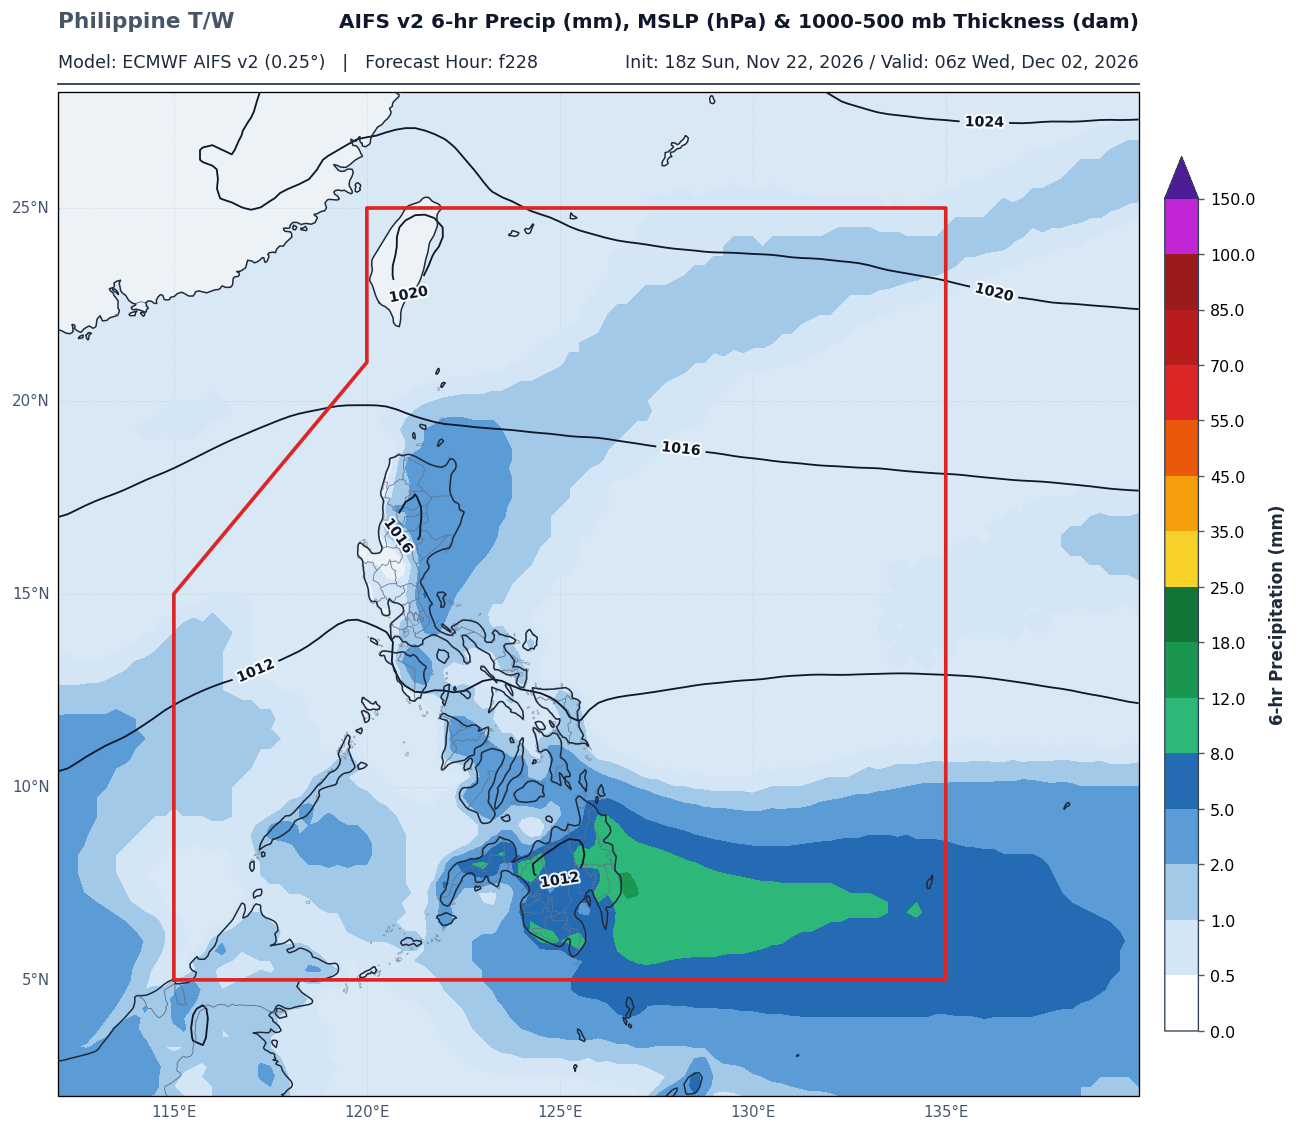 Philippine T/W
AIFS v2 6-hr Precip (mm), MSLP (hPa) & 1000-500 mb Thickness (dam)
Model: ECMWF AIFS v2 (0.25°)   |   Forecast Hour: f228
Init: 18z Sun, Nov 22, 2026 / Valid: 06z Wed, Dec 02, 2026
1024
25°N
1020
1020
20°N
1016
1016
15°N
1012
10°N
1012
5°N
115°E
120°E
125°E
130°E
135°E
150.0
100.0
85.0
70.0
55.0
45.0
35.0
25.0
18.0
12.0
8.0
5.0
2.0
1.0
0.5
0.0
6-hr Precipitation (mm)